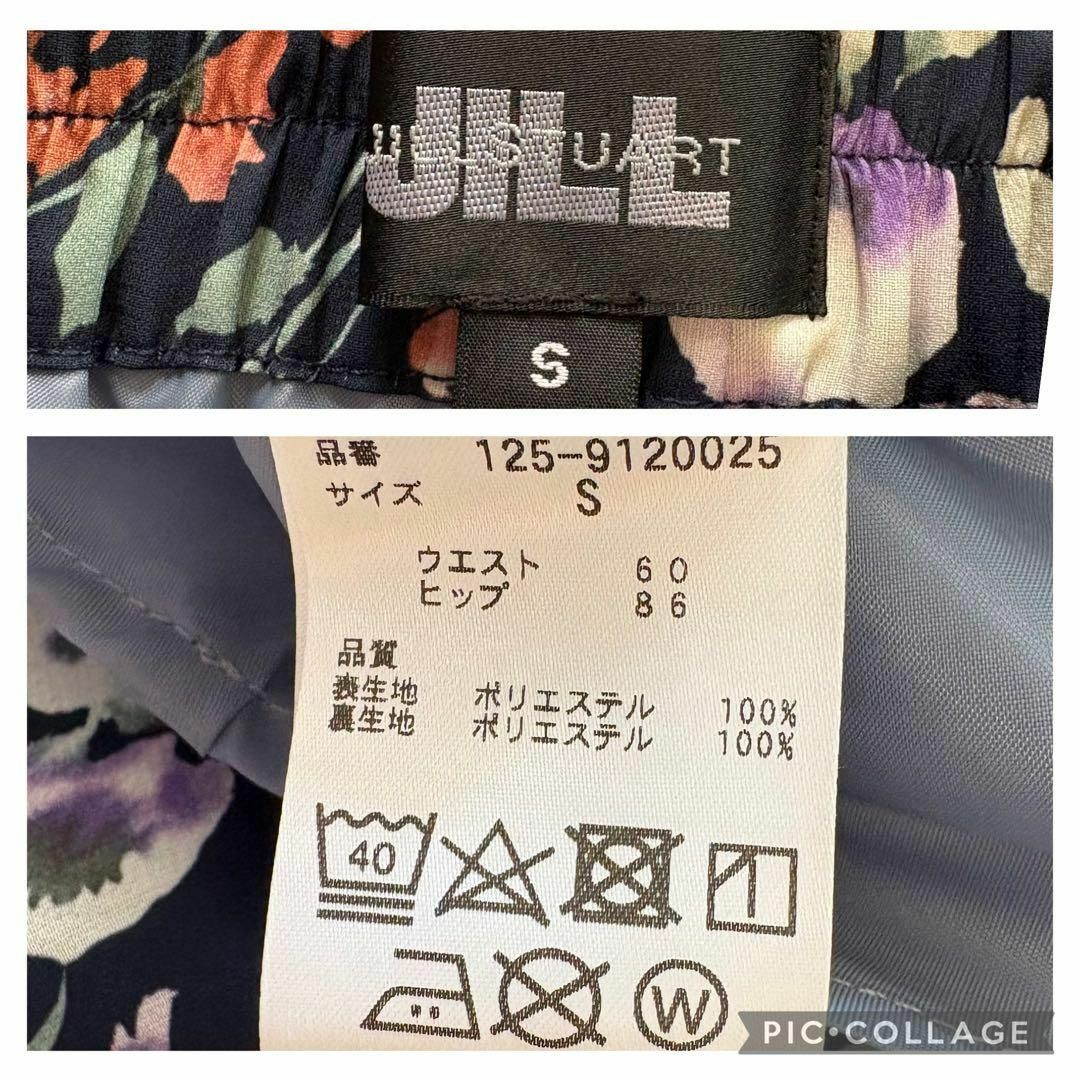 JILL
JILLSTUART
S
品番 125-9120025
サイズ S
ウエスト 60
ヒップ 86
品質
表生地 ポリエステル 100%
裏生地 ポリエステル 100%
40
W
PIC•COLLAGE